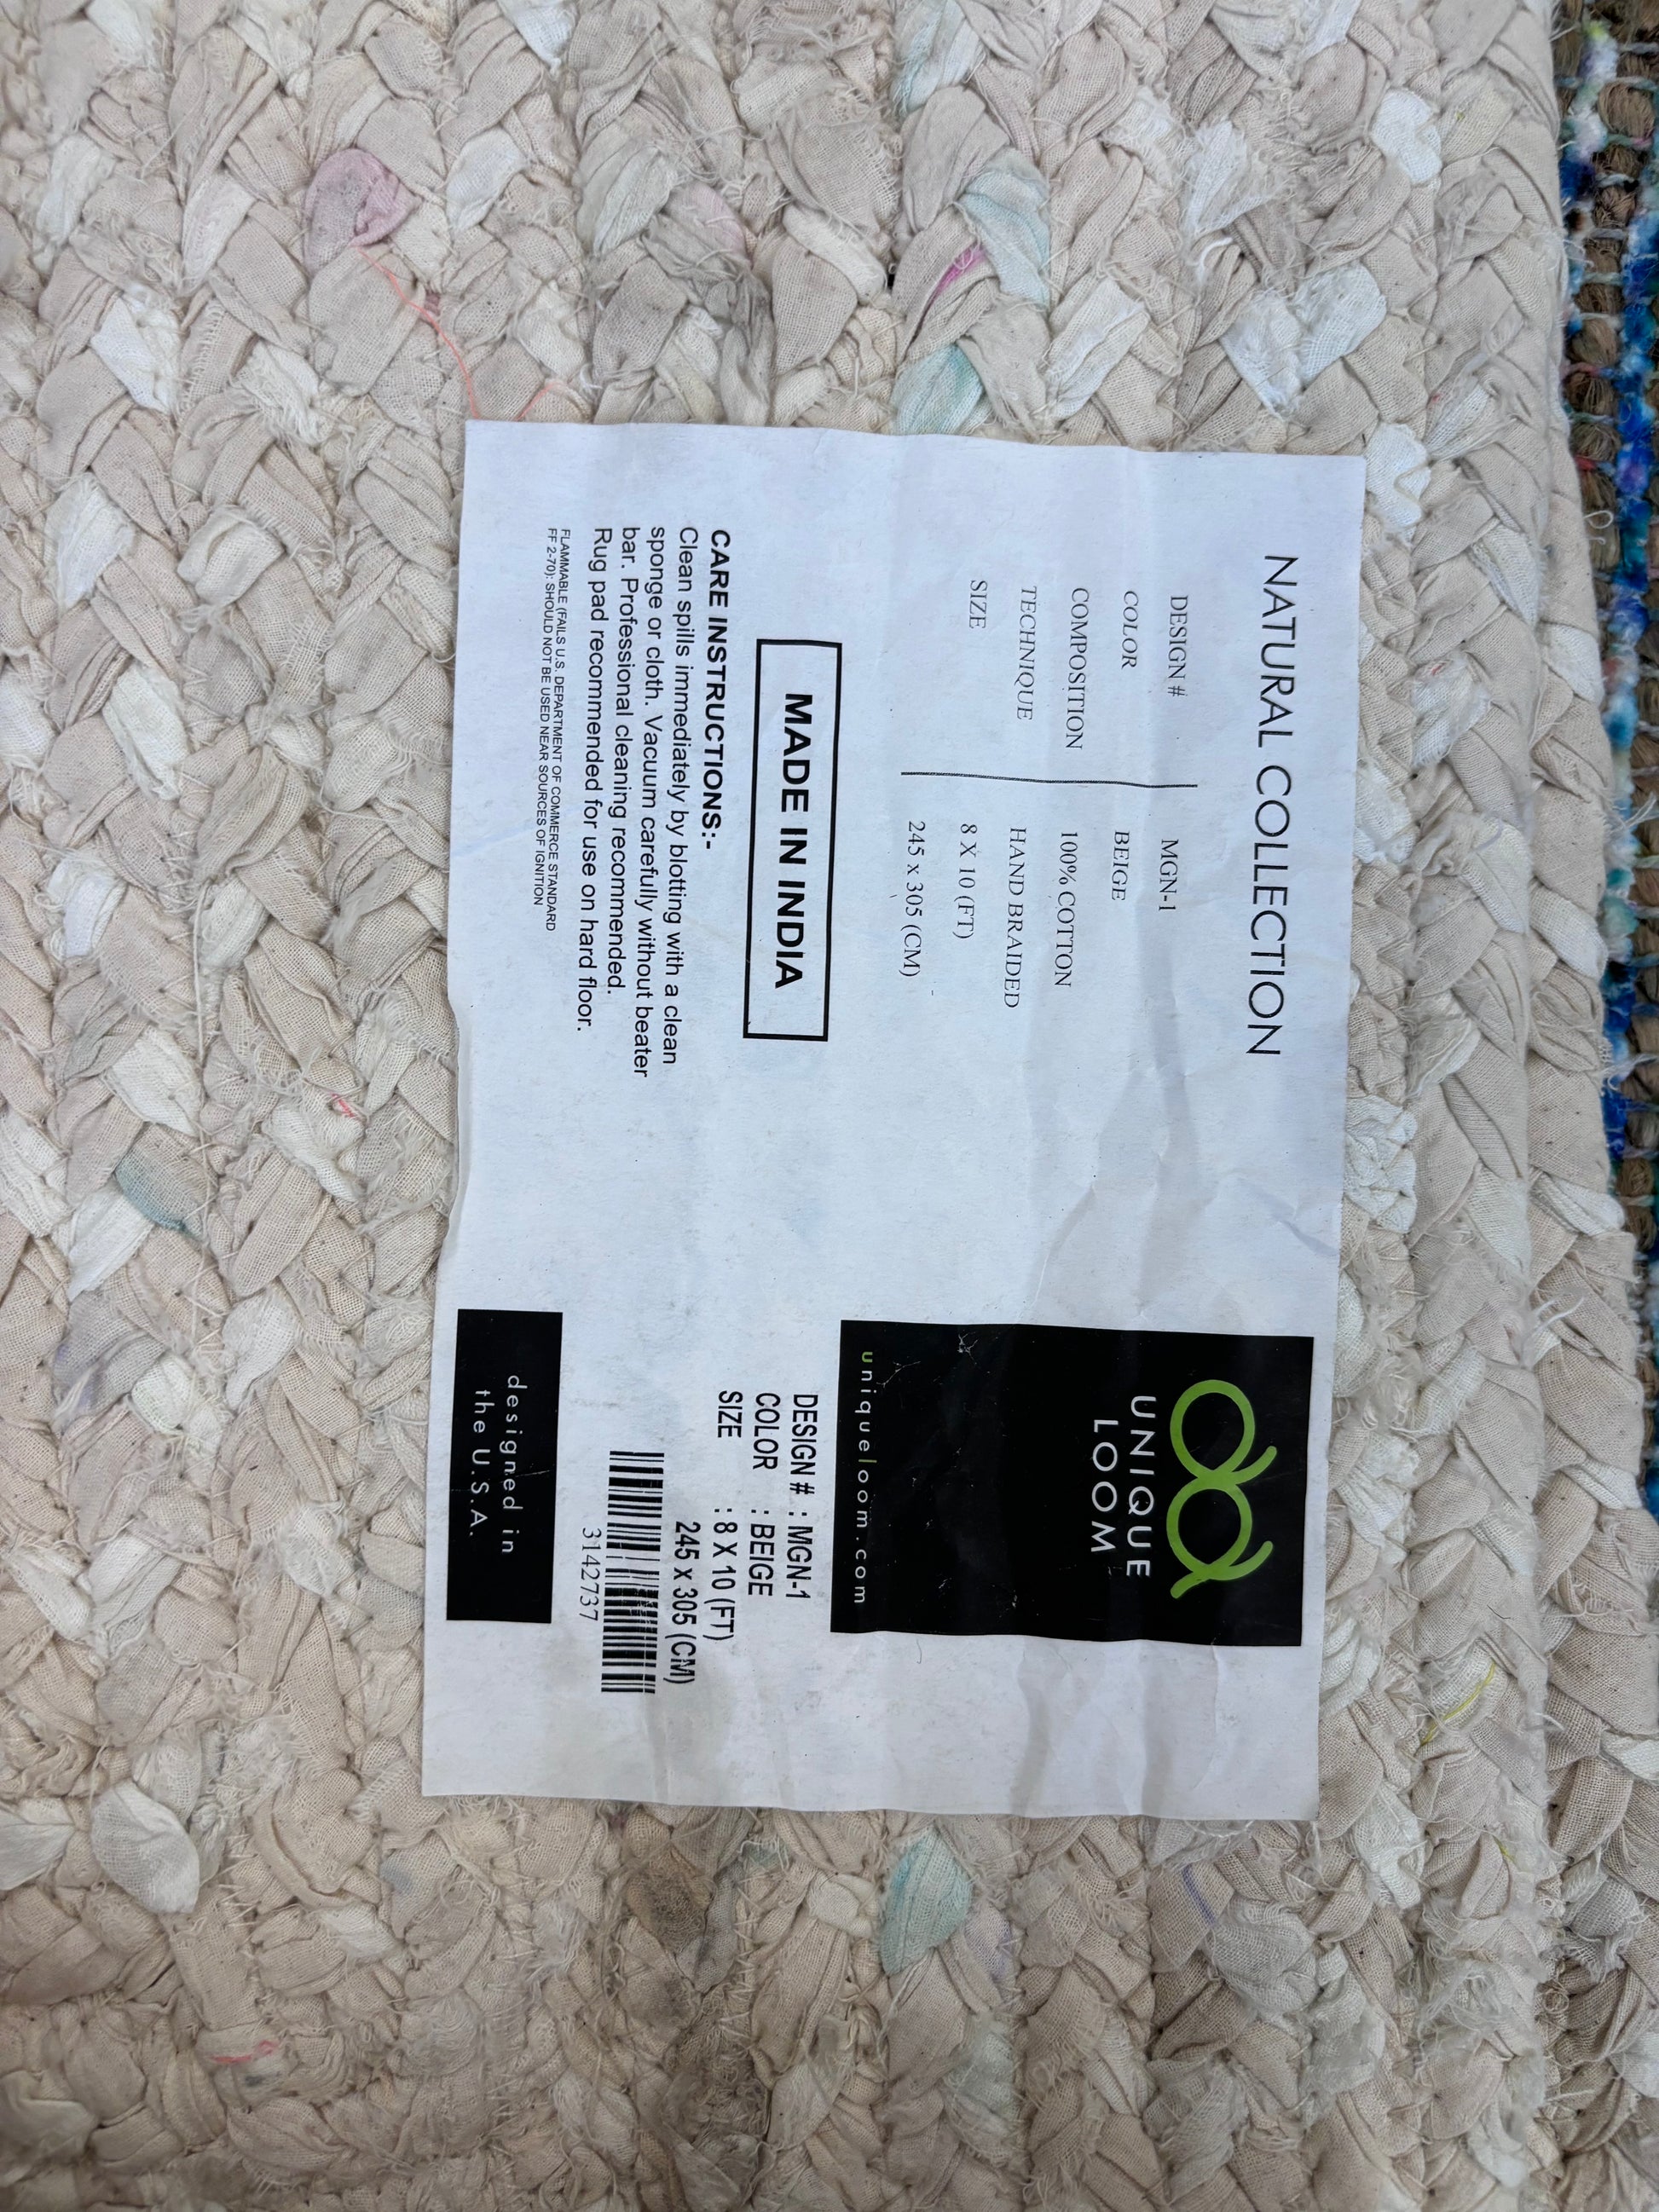 NATURAL COLLECTION
DESIGN # MGN-1
COLOR BEIGE
COMPOSITION 100% COTTON
TECHNIQUE HAND BRAIDED
SIZE 8 X 10 (FT)
245 x 305 (CM)
MADE IN INDIA
CARE INSTRUCTIONS:-
Clean spills immediately by blotting with a clean
sponge or cloth. Vacuum carefully without beater
bar. Professional cleaning recommended.
Rug pad recommended for use on hard floor.
FLAMMABLE (FAILS U.S. DEPARTMENT OF COMMERCE STANDARD
FF 2-70): SHOULD NOT BE USED NEAR SOURCES OF IGNITION
UNIQUE
LOOM
uniqueloom.com
DESIGN # : MGN-1
COLOR : BEIGE
SIZE : 8 X 10 (FT)
245 x 305 (CM)
3142737
designed in
the U.S.A.